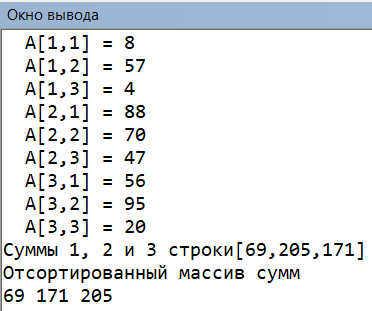 Окно вывода
A[1,1] = 8
A[1,2] = 57
A[1,3] = 4
A[2,1] = 88
A[2,2] = 70
A[2,3] = 47
A[3,1] = 56
A[3,2] = 95
A[3,3] = 20
Суммы 1, 2 и 3 строки[69,205,171]
Отсортированный массив сумм
69 171 205